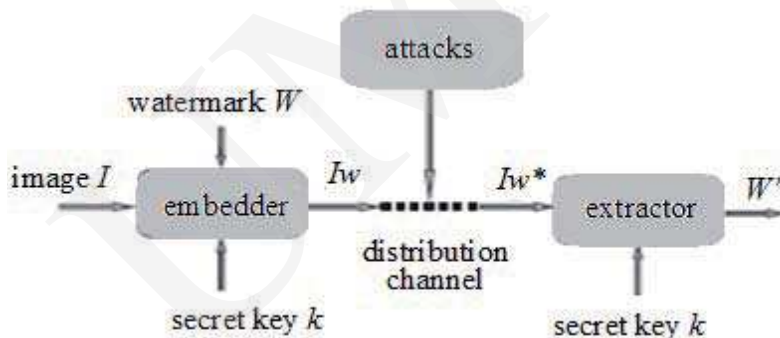 attacks
watermark W
image I
embedder
Iw
Iw*
extractor
distribution
channel
secret key k
secret key k